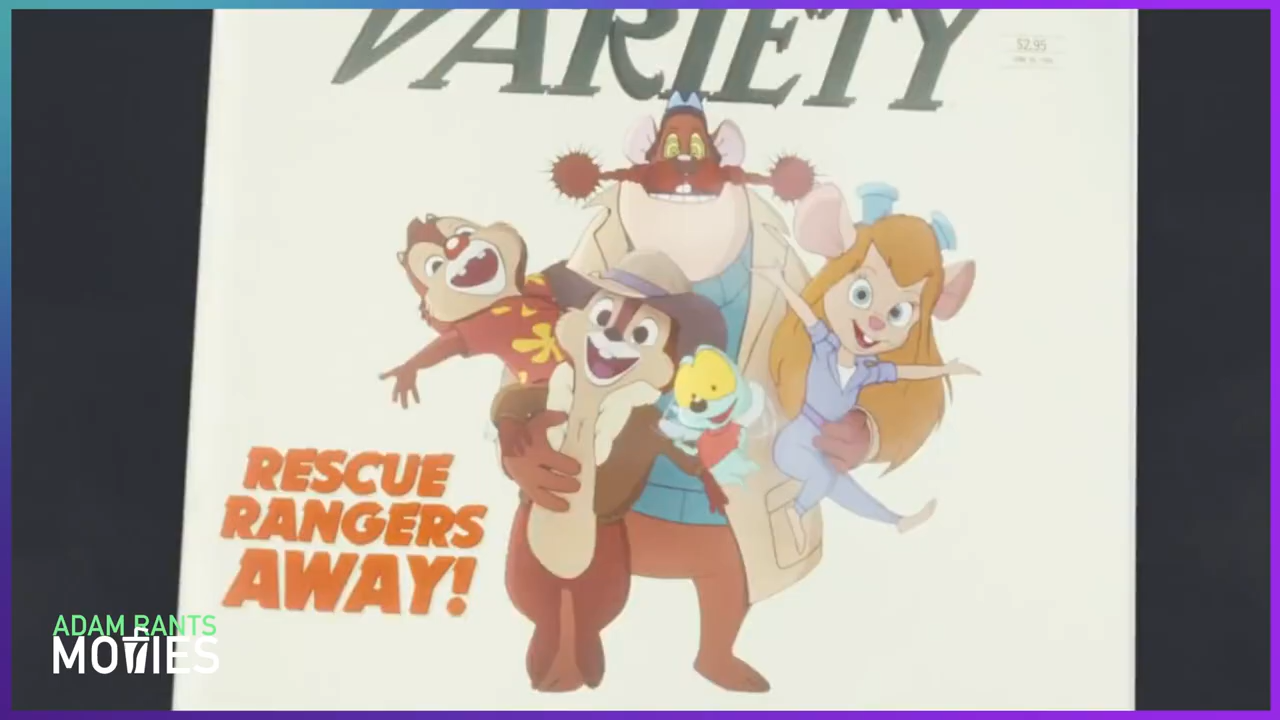 VARIETY
$2.95
RESCUE
RANGERS
AWAY!
ADAM RANTS
MOVIES